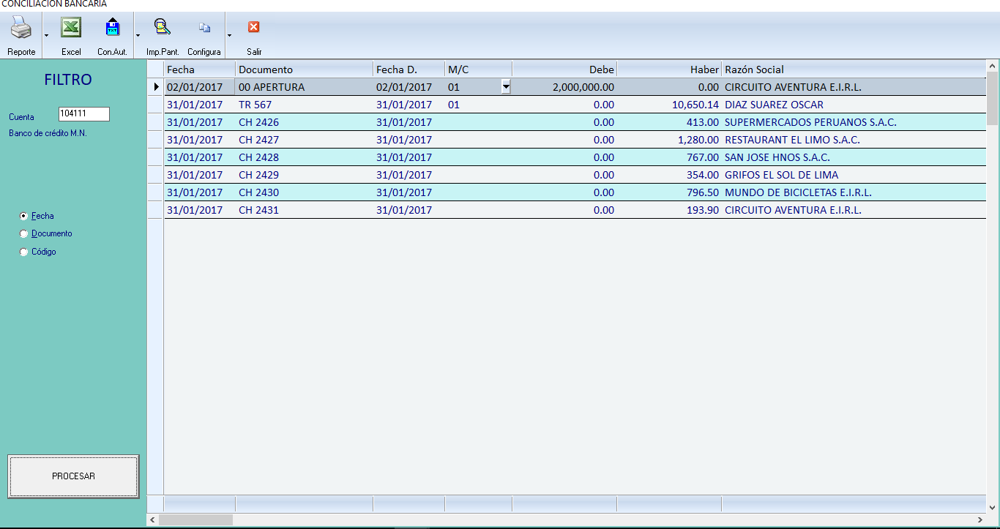 CONCILIACION BANCARIA
Reporte Excel Con.Aut. Imp.Pant. Configura Salir
TXT
FILTRO
Cuenta 104111
Banco de crédito M.N.
Fecha
Documento
Código
PROCESAR
Fecha Documento Fecha D. M/C Debe Haber Razón Social
02/01/2017 00 APERTURA 02/01/2017 01 2,000,000.00 0.00 CIRCUITO AVENTURA E.I.R.L.
31/01/2017 TR 567 31/01/2017 01 0.00 10,650.14 DIAZ SUAREZ OSCAR
31/01/2017 CH 2426 31/01/2017 0.00 413.00 SUPERMERCADOS PERUANOS S.A.C.
31/01/2017 CH 2427 31/01/2017 0.00 1,280.00 RESTAURANT EL LIMO S.A.C.
31/01/2017 CH 2428 31/01/2017 0.00 767.00 SAN JOSE HNOS S.A.C.
31/01/2017 CH 2429 31/01/2017 0.00 354.00 GRIFOS EL SOL DE LIMA
31/01/2017 CH 2430 31/01/2017 0.00 796.50 MUNDO DE BICICLETAS E.I.R.L.
31/01/2017 CH 2431 31/01/2017 0.00 193.90 CIRCUITO AVENTURA E.I.R.L.